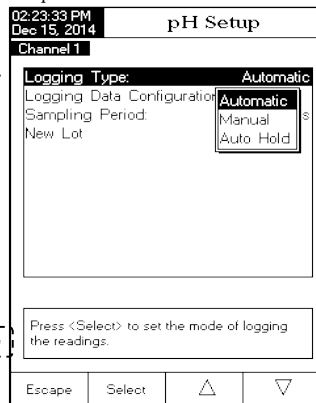 02:23:33 PM
Dec 15, 2014
pH Setup
Channel 1
Logging Type: Automatic
Logging Data Configuration
Automatic
Sampling Period: s
Manual
New Lot
Auto Hold
Press <Select> to set the mode of logging
the readings.
Escape Select △ ▽